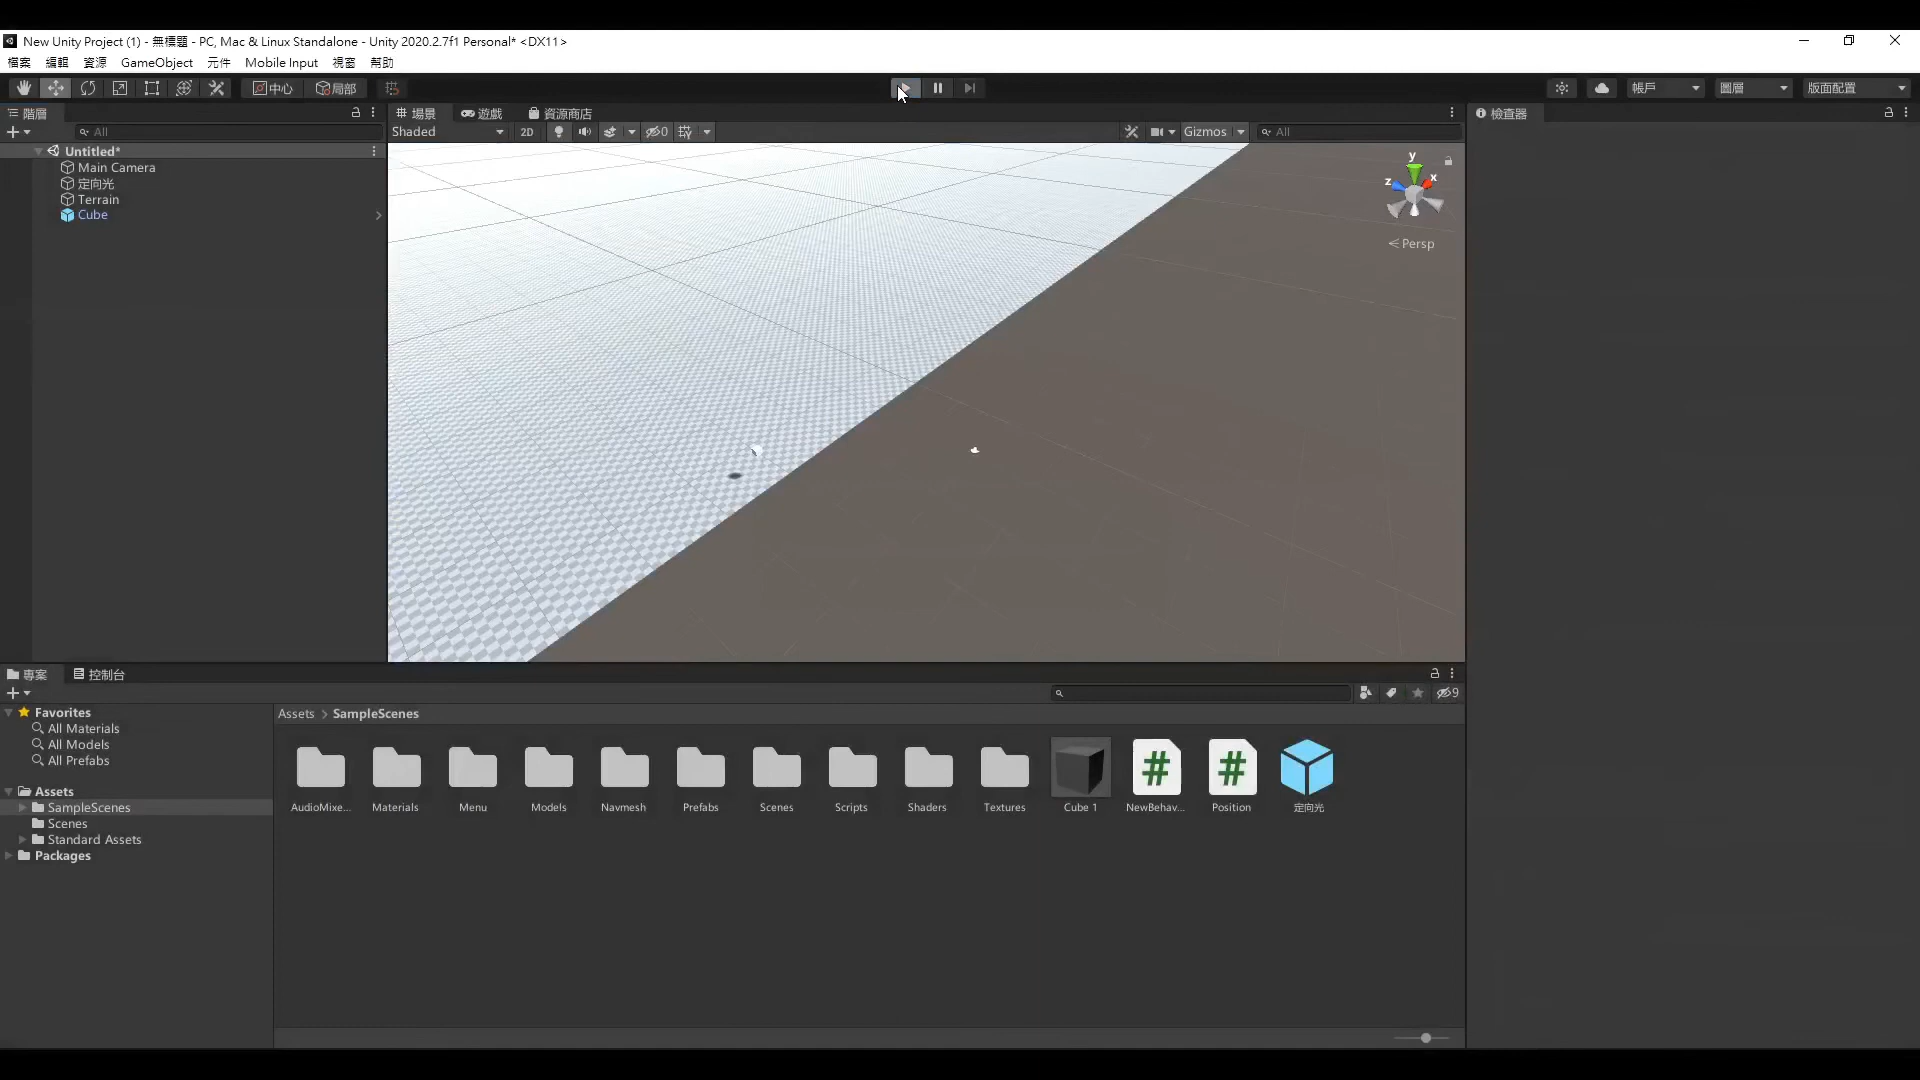 New Unity Project (1) - 無標題 - PC, Mac & Linux Standalone - Unity 2020.2.7f1 Personal* <DX11>
檔案 編輯 資源 GameObject 元件 Mobile Input 視窗 幫助
中心 局部 帳戶 圖層 版面配置
階層 場景 遊戲 資源商店 檢查器
All Shaded 2D 0 Gizmos All
Untitled*
Main Camera
定向光
Terrain
Cube
y
z x
< Persp
專案 控制台
9
Favorites
All Materials
All Models
All Prefabs
Assets
SampleScenes
Scenes
Standard Assets
Packages
Assets > SampleScenes
AudioMixe... Materials Menu Models Navmesh Prefabs Scenes Scripts Shaders Textures Cube 1 NewBehav... Position 定向光